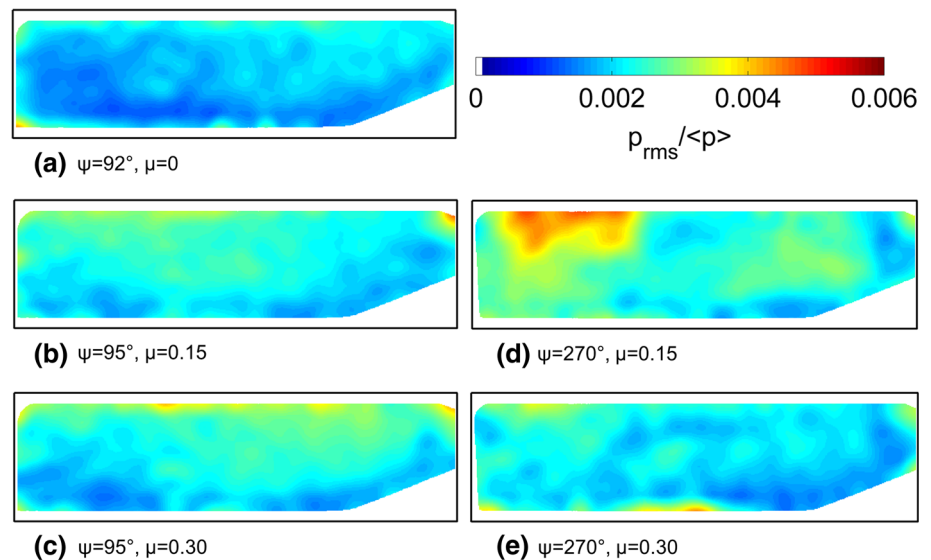 0 0.002 0.004 0.006
p_rms/<p>
(a) ψ=92°, μ=0
(b) ψ=95°, μ=0.15
(d) ψ=270°, μ=0.15
(c) ψ=95°, μ=0.30
(e) ψ=270°, μ=0.30